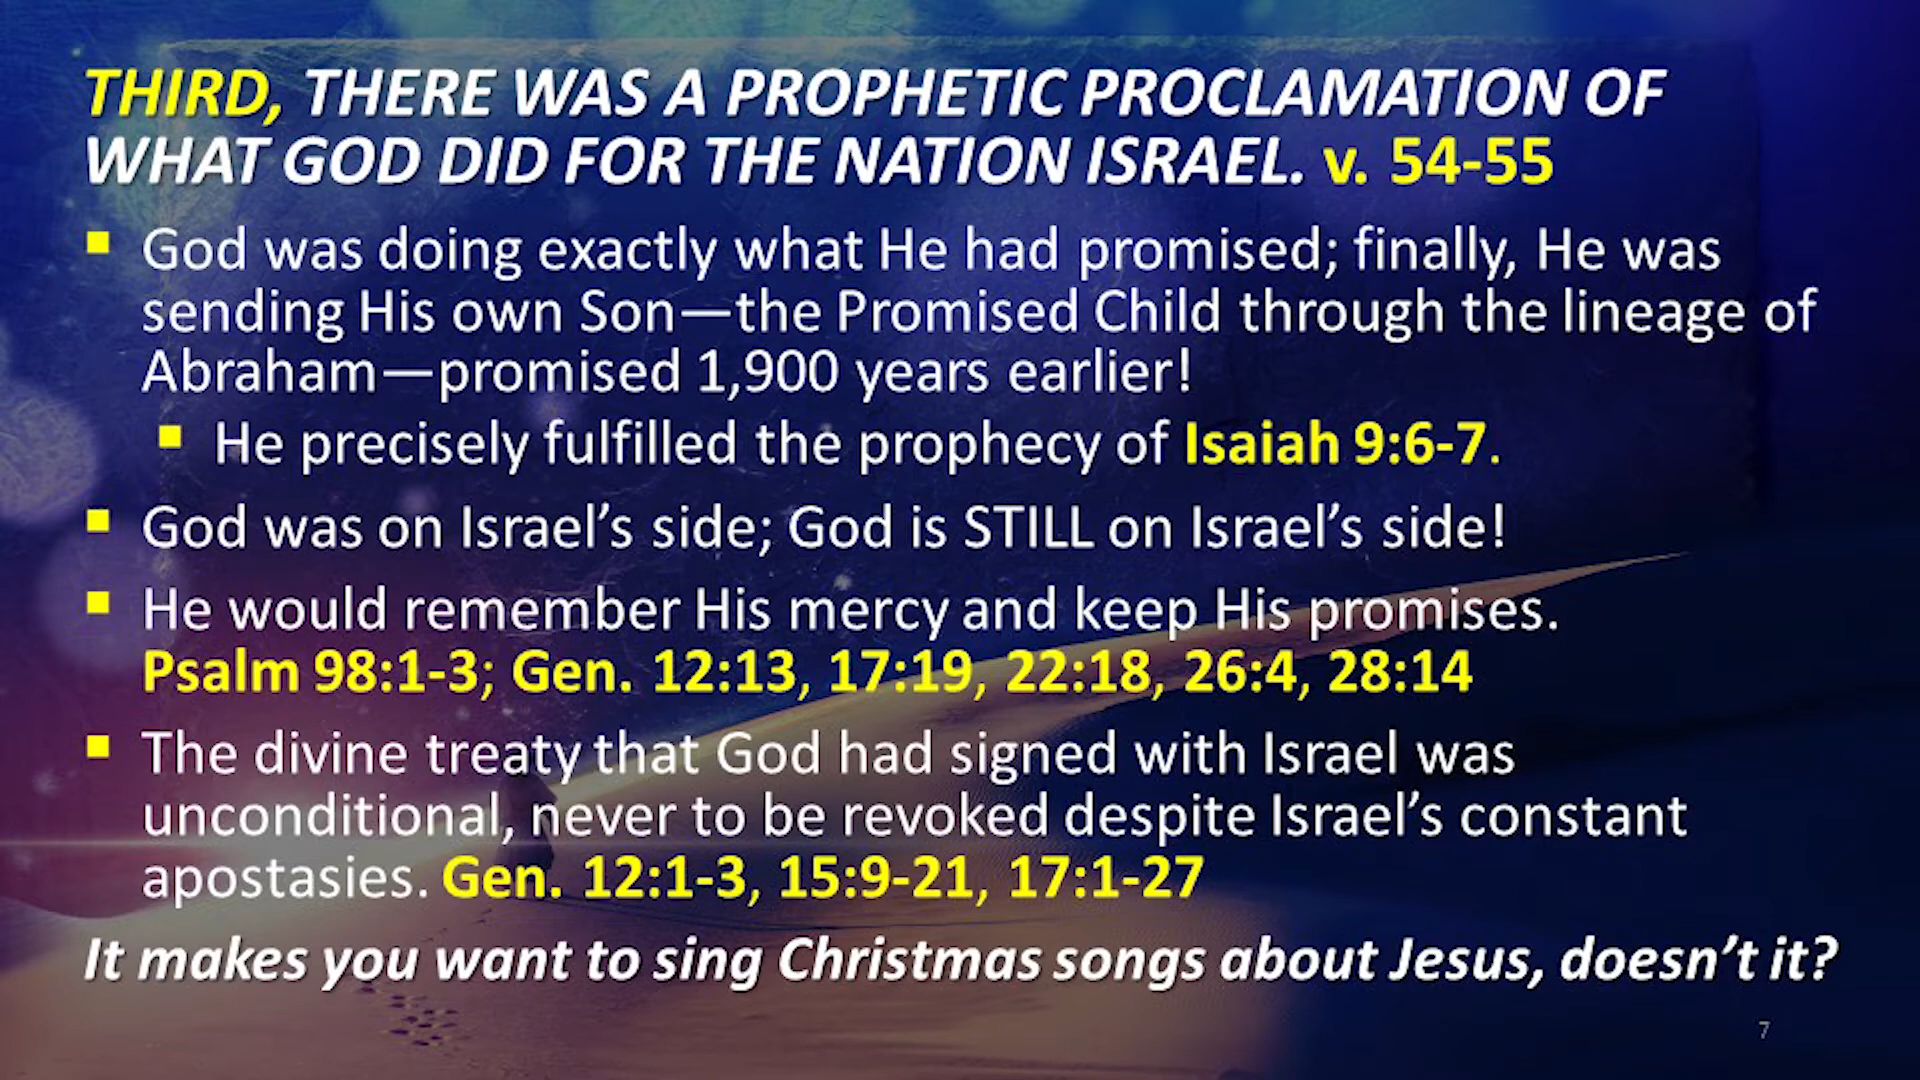 THIRD, THERE WAS A PROPHETIC PROCLAMATION OF
WHAT GOD DID FOR THE NATION ISRAEL. v. 54-55
▪ God was doing exactly what He had promised; finally, He was
sending His own Son—the Promised Child through the lineage of
Abraham—promised 1,900 years earlier!
▪ He precisely fulfilled the prophecy of Isaiah 9:6-7.
▪ God was on Israel’s side; God is STILL on Israel’s side!
▪ He would remember His mercy and keep His promises.
Psalm 98:1-3; Gen. 12:13, 17:19, 22:18, 26:4, 28:14
▪ The divine treaty that God had signed with Israel was
unconditional, never to be revoked despite Israel’s constant
apostasies. Gen. 12:1-3, 15:9-21, 17:1-27
It makes you want to sing Christmas songs about Jesus, doesn’t it?
7